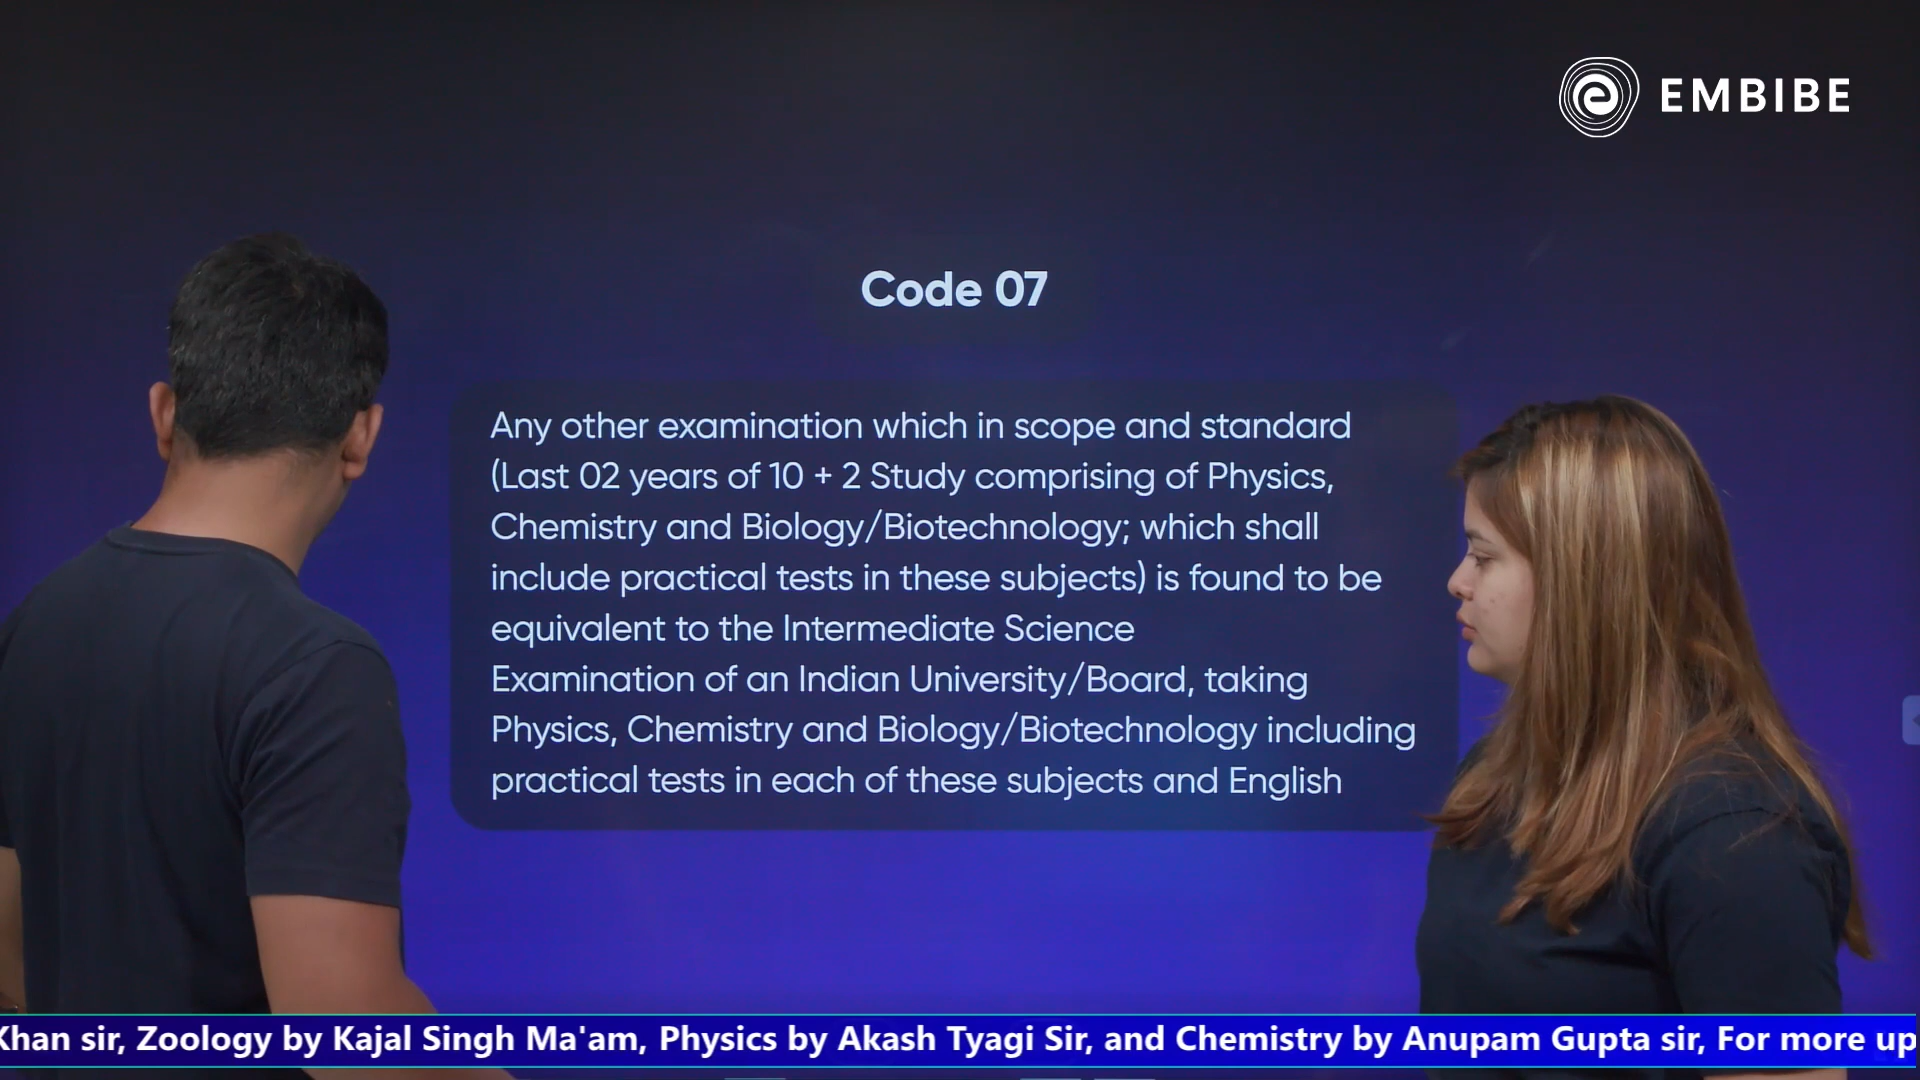 EMBIBE
Code 07
Any other examination which in scope and standard
(Last 02 years of 10 + 2 Study comprising of Physics,
Chemistry and Biology/Biotechnology; which shall
include practical tests in these subjects) is found to be
equivalent to the Intermediate Science
Examination of an Indian University/Board, taking
Physics, Chemistry and Biology/Biotechnology including
practical tests in each of these subjects and English
Khan sir, Zoology by Kajal Singh Ma'am, Physics by Akash Tyagi Sir, and Chemistry by Anupam Gupta sir, For more up